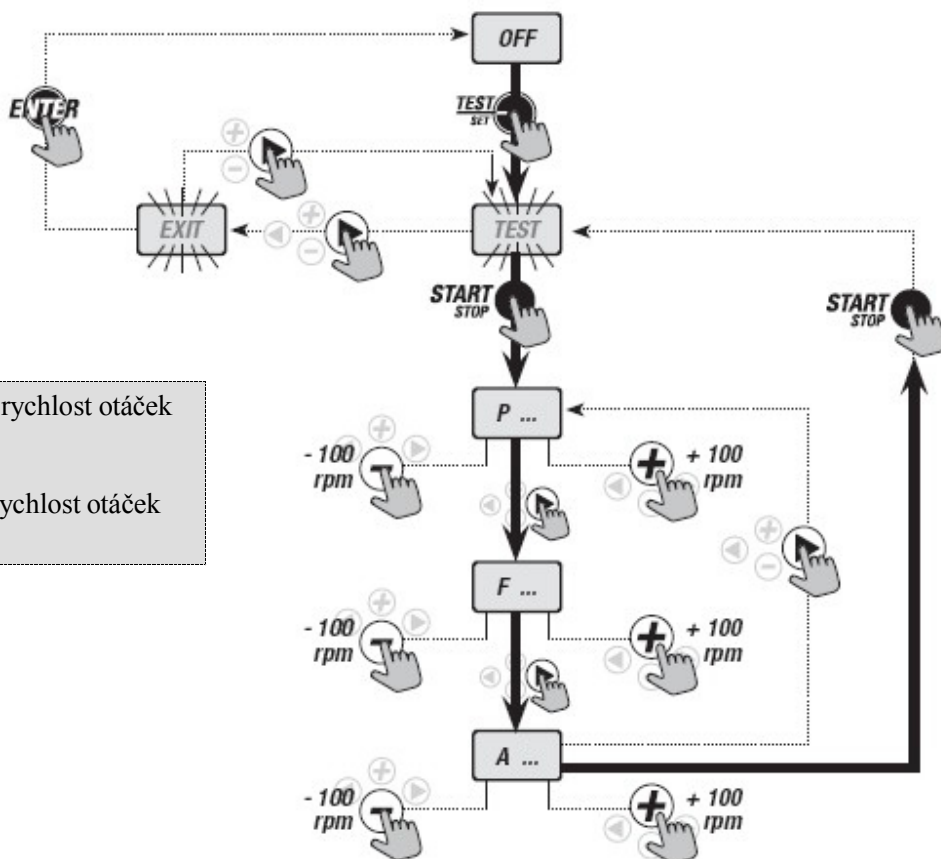 OFF
ENTER
TEST
SET
EXIT
TEST
START
STOP
START
STOP
rychlost otáček
P ...
- 100
rpm
+ 100
rpm
rychlost otáček
F ...
- 100
rpm
+ 100
rpm
A ...
- 100
rpm
+ 100
rpm